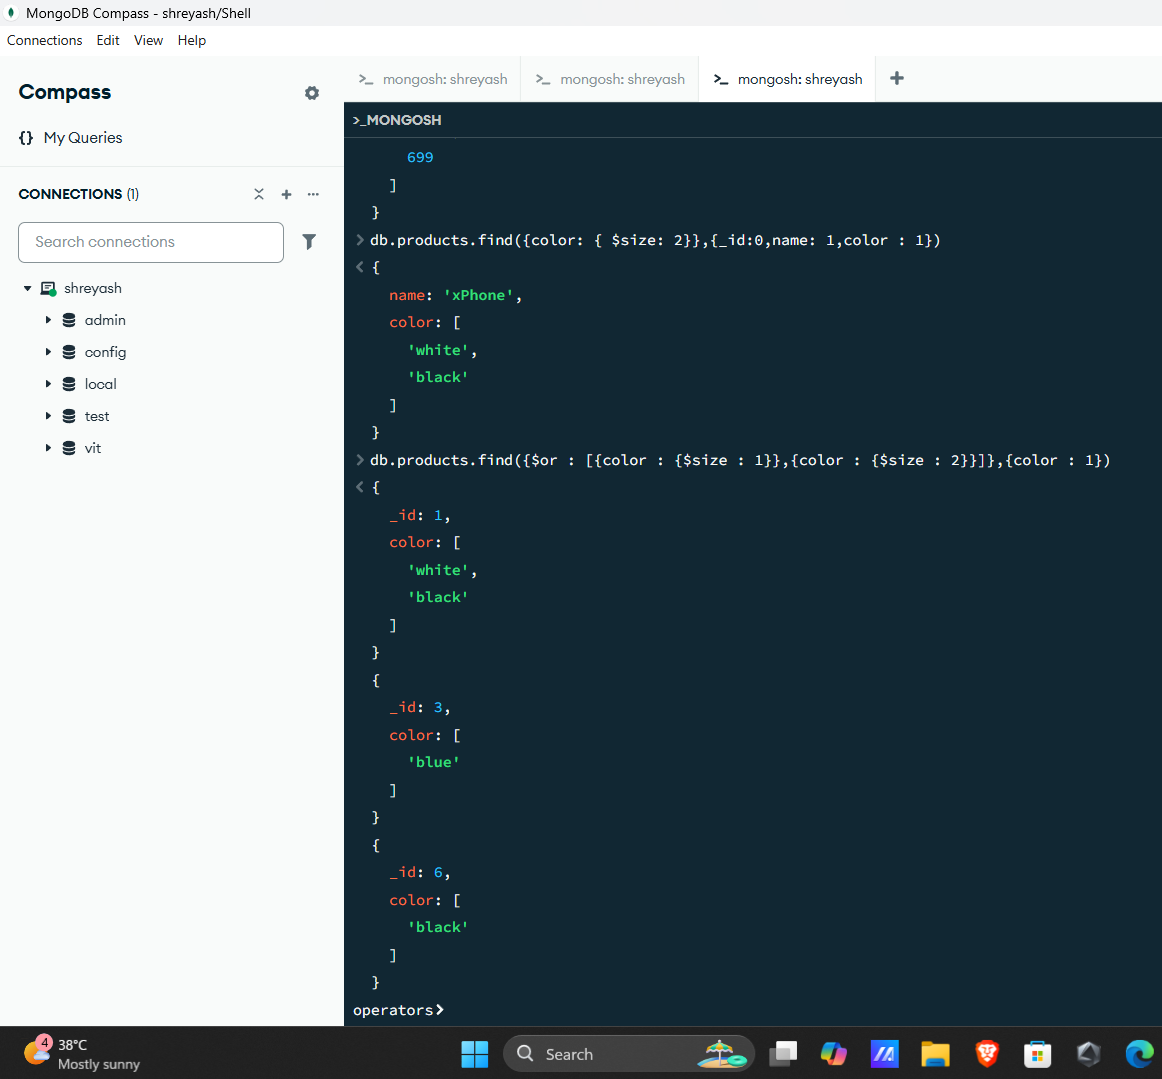 MongoDB Compass - shreyash/Shell
Connections Edit View Help
Compass
{} My Queries
CONNECTIONS (1)
Search connections
shreyash
admin
config
local
test
vit
mongosh: shreyash
mongosh: shreyash
mongosh: shreyash
>_MONGOSH
699
]
}
db.products.find({color: { $size: 2}},{_id:0,name: 1,color : 1})
{
name: 'xPhone',
color: [
'white',
'black'
]
}
db.products.find({$or : [{color : {$size : 1}},{color : {$size : 2}}]},{color : 1})
{
_id: 1,
color: [
'white',
'black'
]
}
{
_id: 3,
color: [
'blue'
]
}
{
_id: 6,
color: [
'black'
]
}
operators>
4
38°C
Mostly sunny
Search